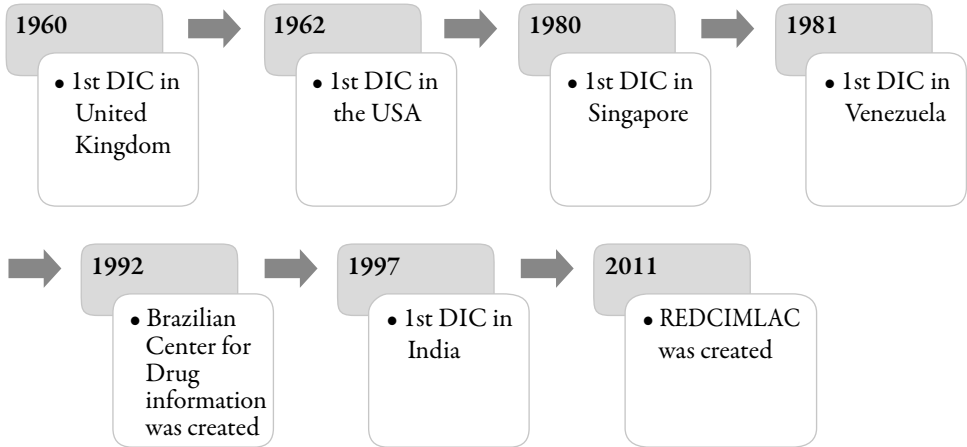 1960
• 1st DIC in
United
Kingdom
1962
• 1st DIC in
the USA
1980
• 1st DIC in
Singapore
1981
• 1st DIC in
Venezuela
1992
• Brazilian
Center for
Drug
information
was created
1997
• 1st DIC in
India
2011
• REDCIMLAC
was created